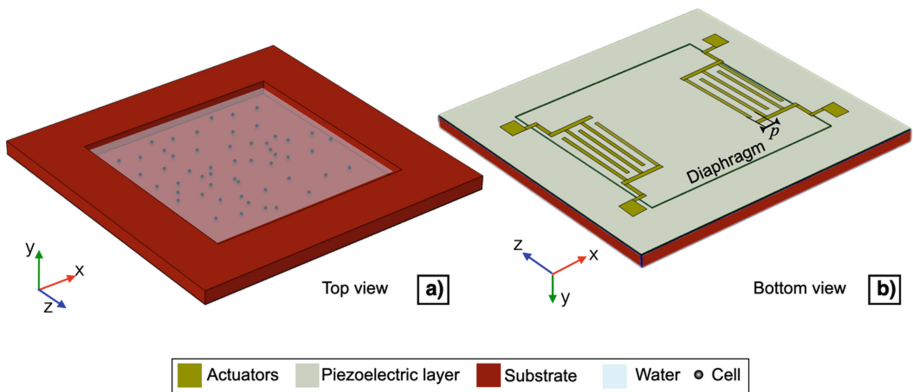 y
x
z
Top view
a)
p
Diaphragm
z
x
y
Bottom view
b)
Actuators
Piezoelectric layer
Substrate
Water
Cell